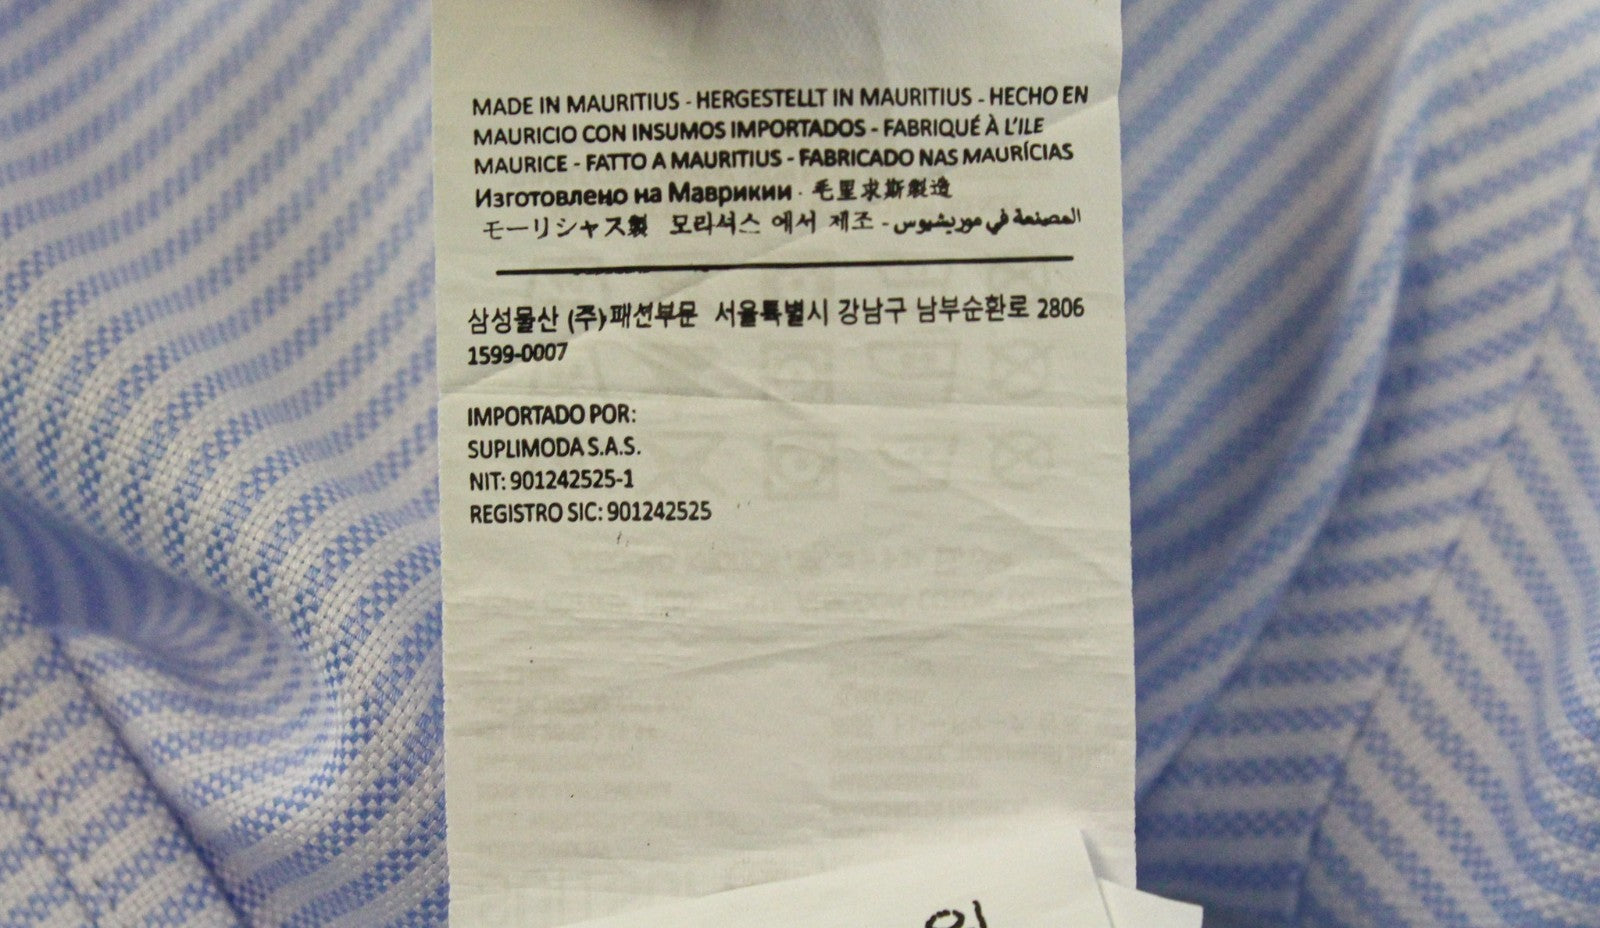 MADE IN MAURITIUS - HERGESTELLT IN MAURITIUS - HECHO EN
MAURICIO CON INSUMOS IMPORTADOS - FABRIQUÉ À L'ILE
MAURICE - FATTO A MAURITIUS - FABRICADO NAS MAURÍCIAS
Изготовлено на Маврикии · 毛里求斯製造
モーリシャス製 모리셔스 에서 제조 - المصنعة في موريشيوس
삼성물산 (주)패션부문 서울특별시 강남구 남부순환로 2806
1599-0007
IMPORTADO POR:
SUPLIMODA S.A.S.
NIT: 901242525-1
REGISTRO SIC: 901242525